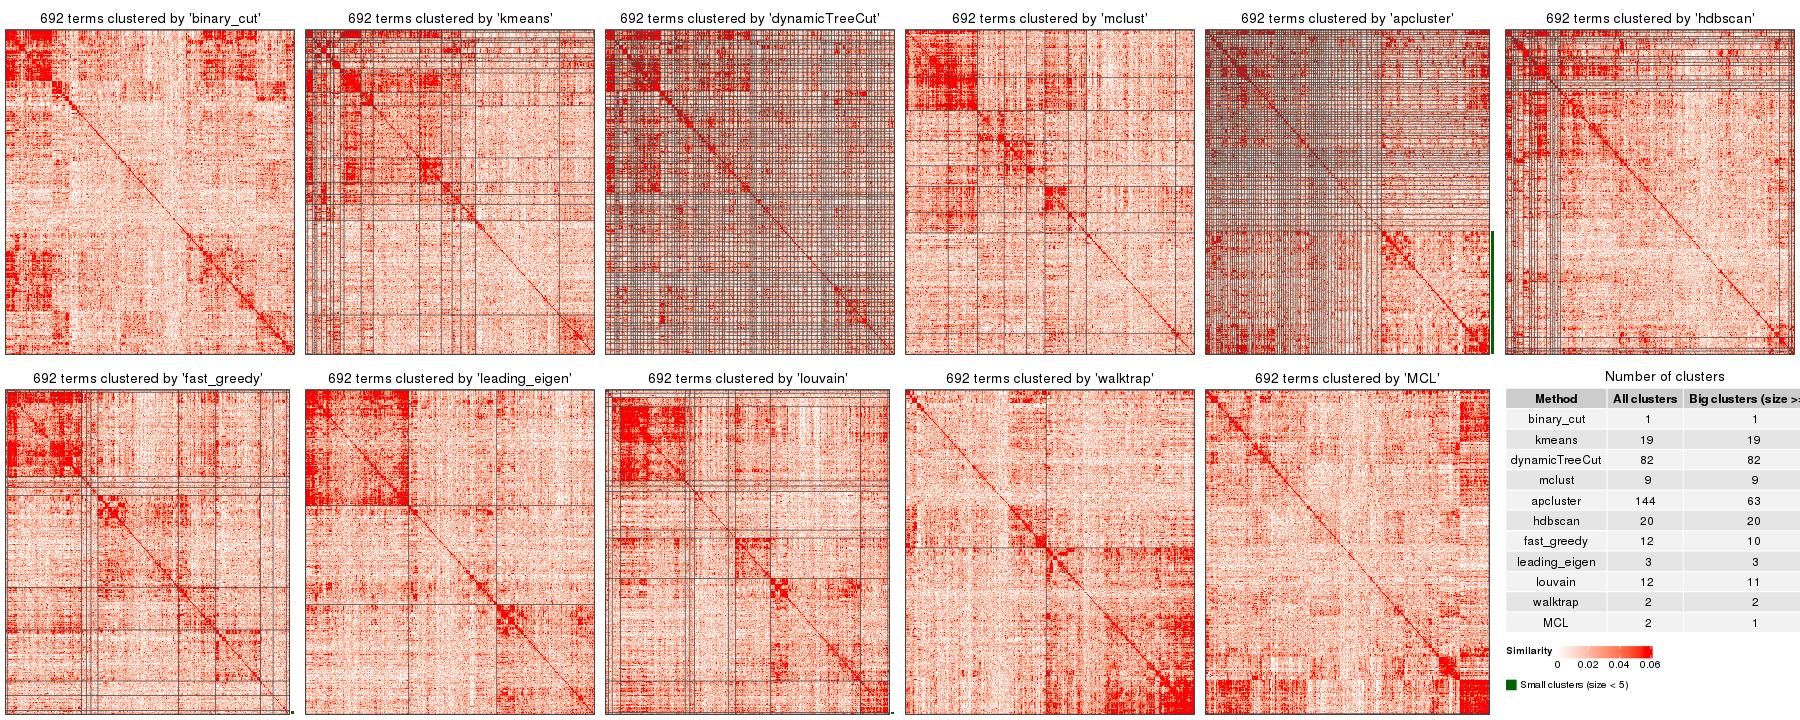 692 terms clustered by 'binary_cut'
692 terms clustered by 'kmeans'
692 terms clustered by 'dynamicTreeCut'
692 terms clustered by 'mclust'
692 terms clustered by 'apcluster'
692 terms clustered by 'hdbscan'
692 terms clustered by 'fast_greedy'
692 terms clustered by 'leading_eigen'
692 terms clustered by 'louvain'
692 terms clustered by 'walktrap'
692 terms clustered by 'MCL'
Number of clusters
Method All clusters Big clusters (size >=
binary_cut 1 1
kmeans 19 19
dynamicTreeCut 82 82
mclust 9 9
apcluster 144 63
hdbscan 20 20
fast_greedy 12 10
leading_eigen 3 3
louvain 12 11
walktrap 2 2
MCL 2 1
Similarity
0 0.02 0.04 0.06
Small clusters (size < 5)